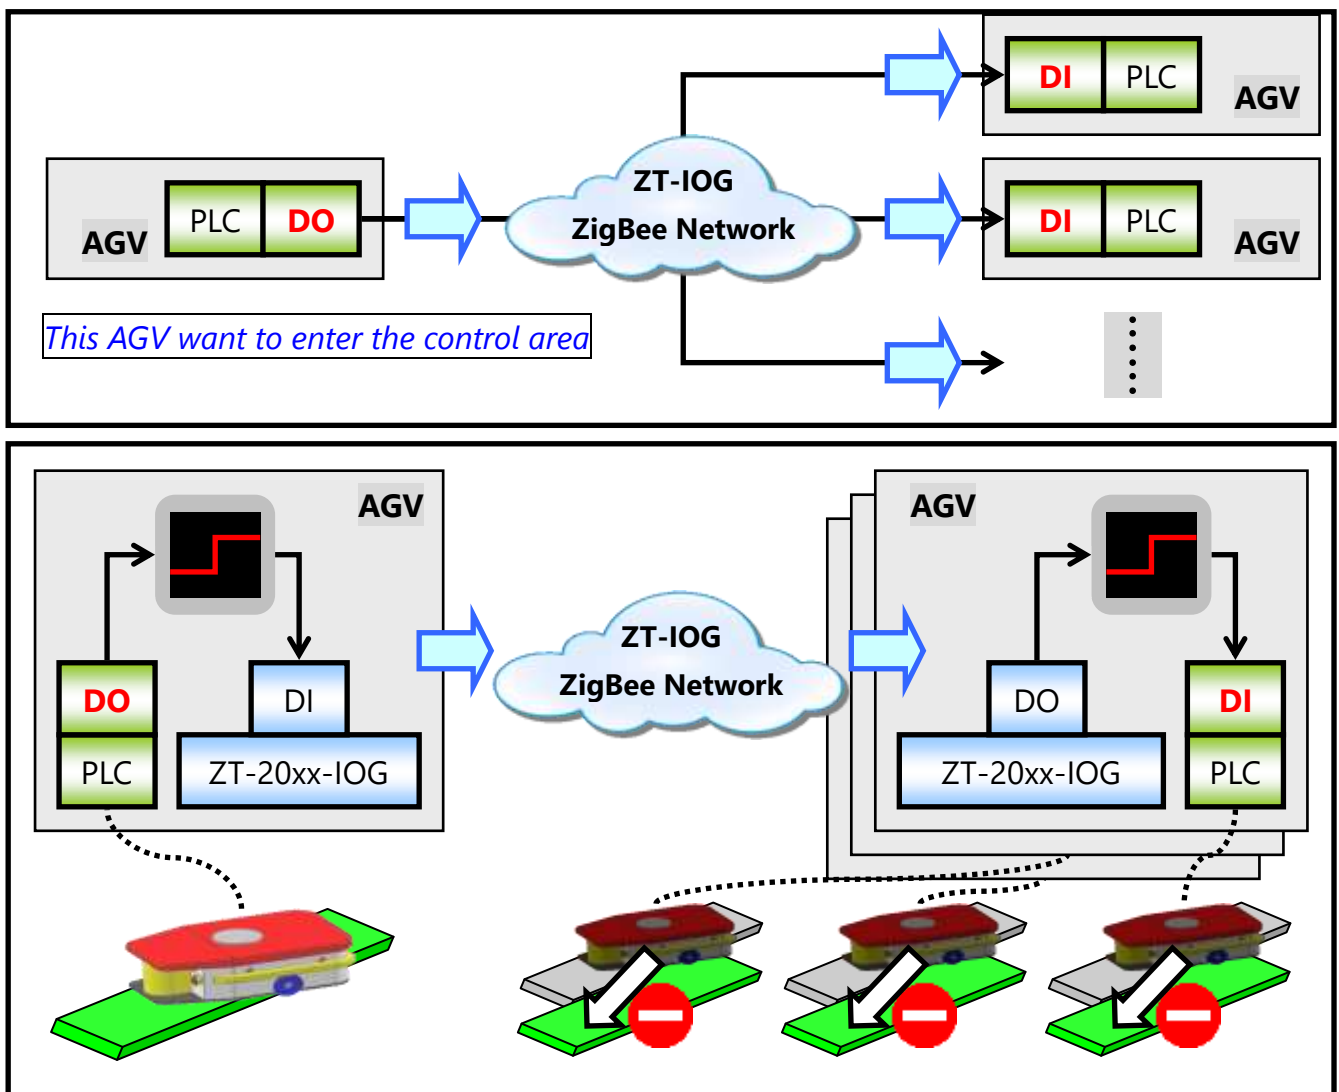 DI PLC
AGV
ZT-IOG
ZigBee Network
AGV
PLC DO
DI PLC
AGV
This AGV want to enter the control area
AGV
DO
PLC
DI
ZT-20xx-IOG
ZT-IOG
ZigBee Network
AGV
DO
ZT-20xx-IOG
DI
PLC